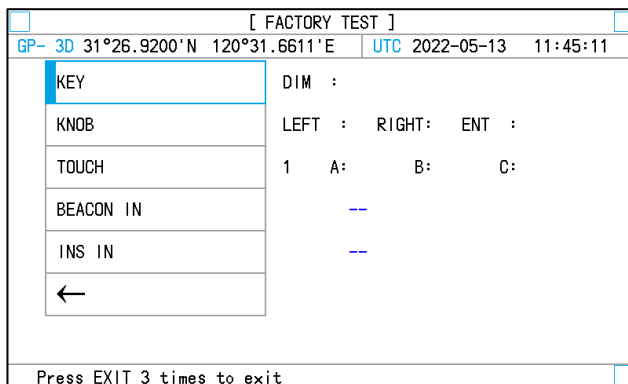 [ FACTORY TEST ]
GP- 3D 31°26.9200'N 120°31.6611'E UTC 2022-05-13 11:45:11
KEY DIM :
KNOB LEFT : RIGHT: ENT :
TOUCH 1 A: B: C:
BEACON IN --
INS IN --
←
Press EXIT 3 times to exit